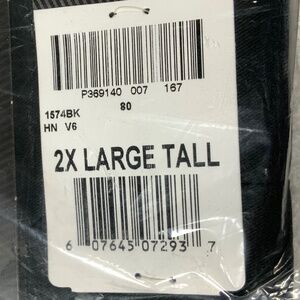 P369140 007 167
1574BK 80
HN V6
2X LARGE TALL
6 07645 07293 7